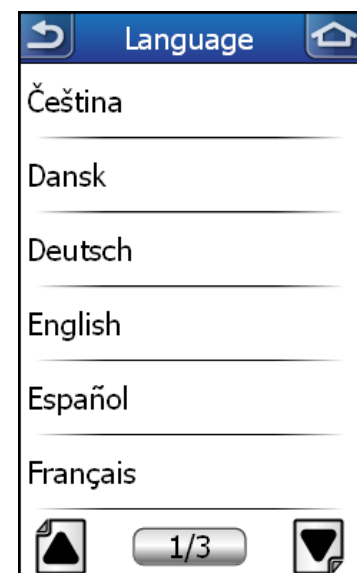 Language
Čeština
Dansk
Deutsch
English
Español
Français
1/3